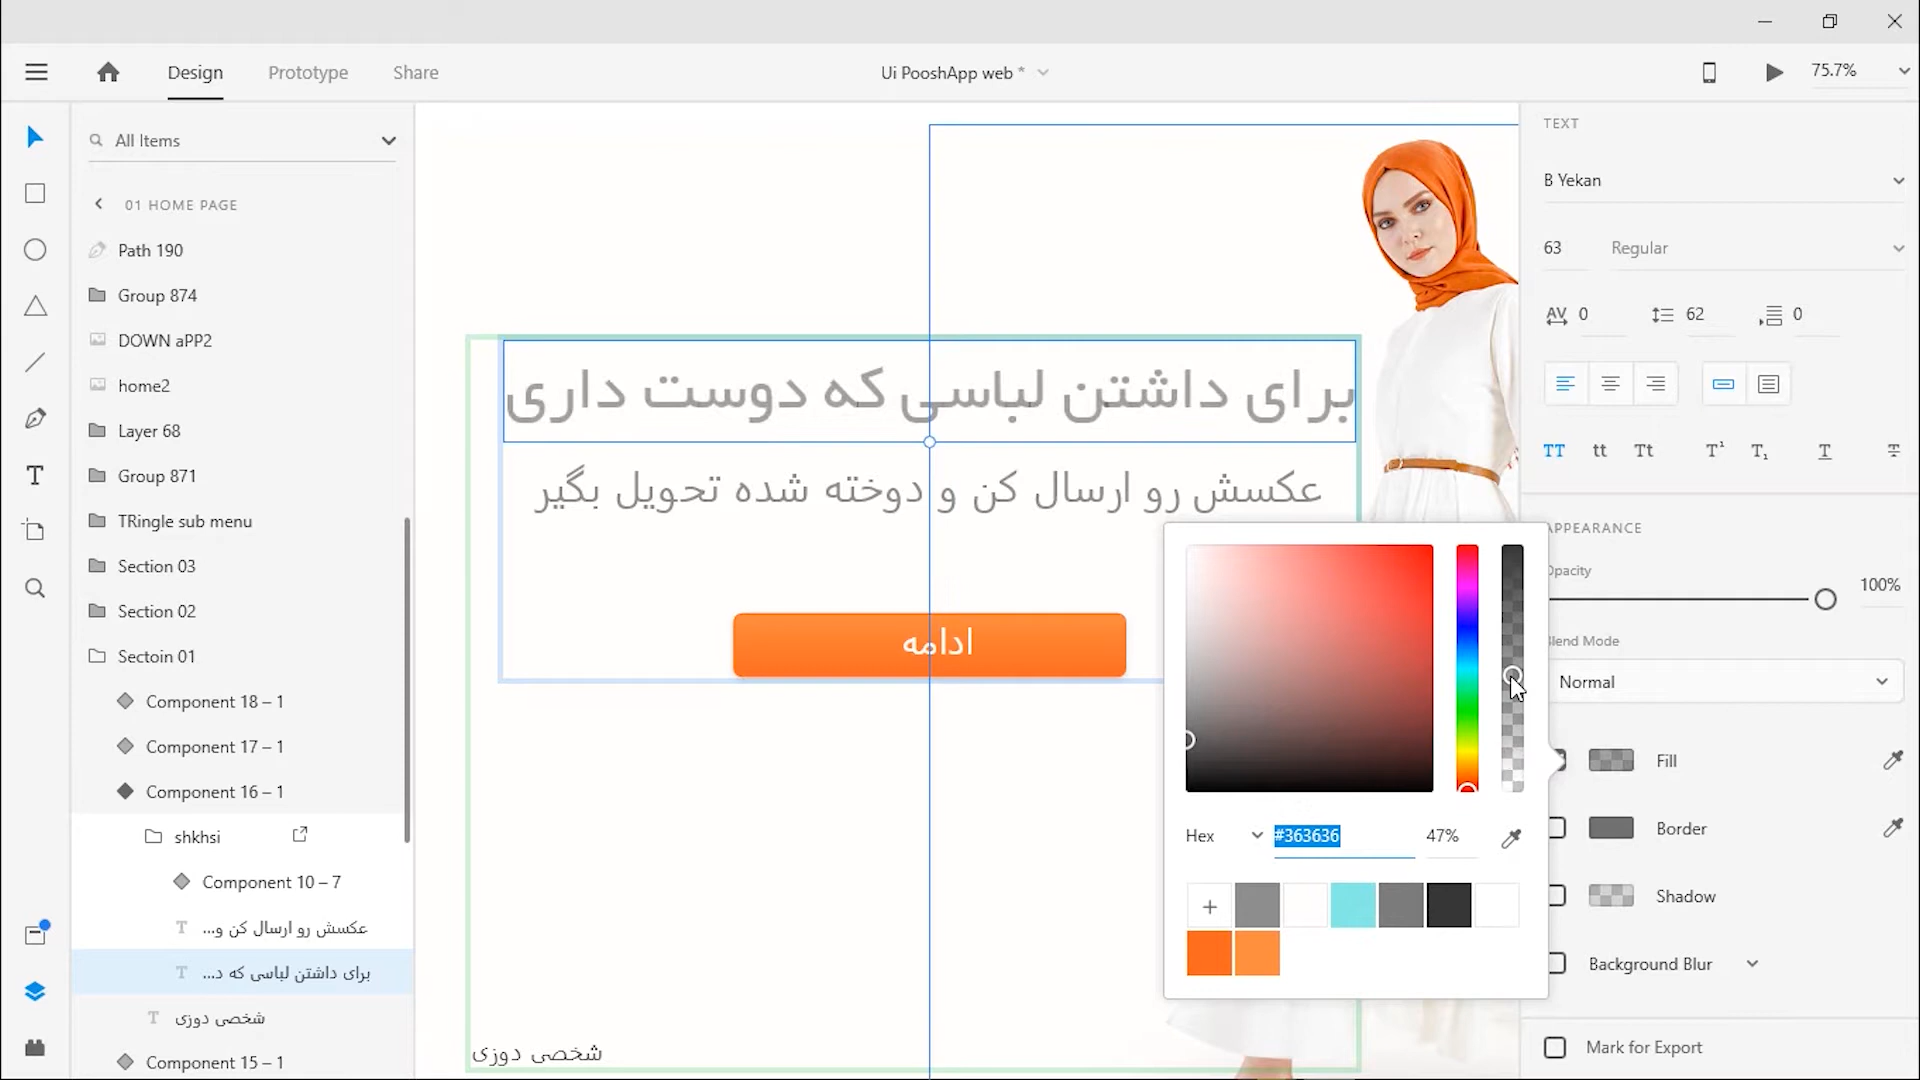 Design
Prototype
Share
Ui PooshApp web *
75.7%
All Items
01 HOME PAGE
Path 190
Group 874
DOWN aPP2
home2
Layer 68
Group 871
TRingle sub menu
Section 03
Section 02
Sectoin 01
Component 18 – 1
Component 17 – 1
Component 16 – 1
shkhsi
Component 10 – 7
عکسش رو ارسال کن و...
برای داشتن لباسی که د...
شخصی دوزی
Component 15 – 1
برای داشتن لباسی که دوست داری
عکسش رو ارسال کن و دوخته شده تحویل بگیر
ادامه
شخصی دوزی
Hex
#363636
47%
TEXT
B Yekan
63
Regular
0
62
0
TT
tt
Tt
APPEARANCE
Opacity
100%
Blend Mode
Normal
Fill
Border
Shadow
Background Blur
Mark for Export